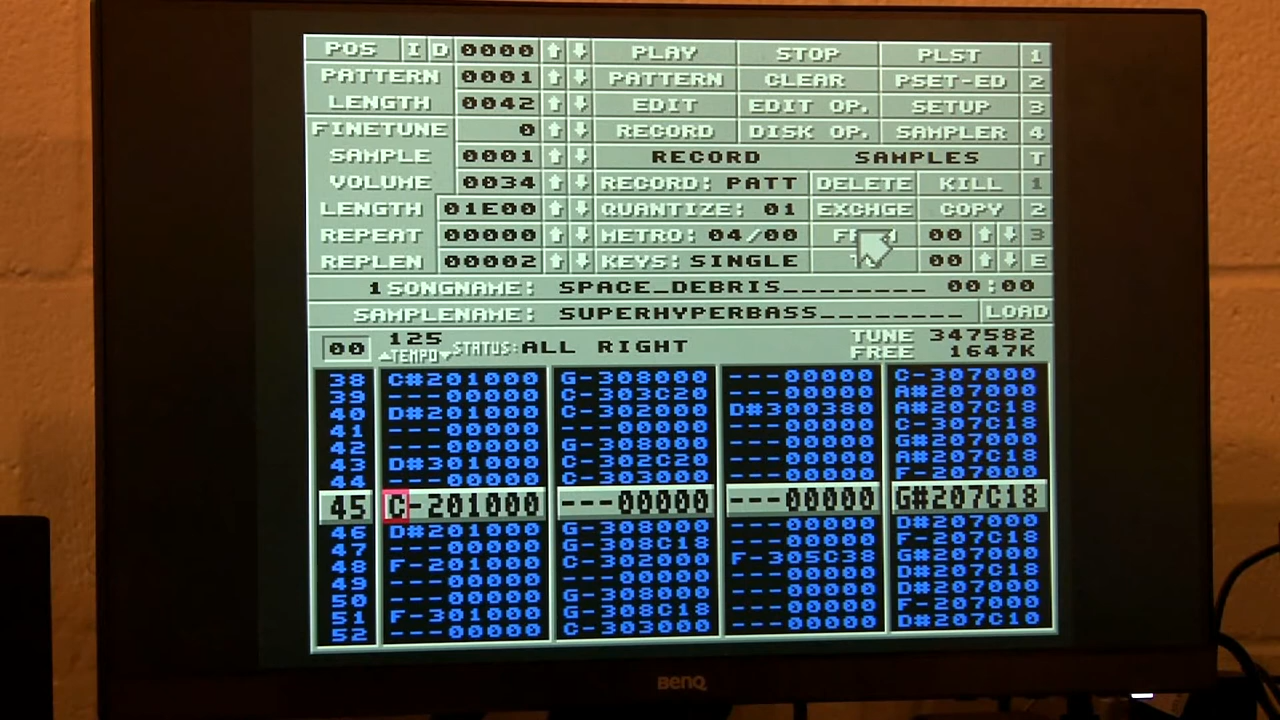 POS I D 0000 PLAY STOP PLST 1
PATTERN 0001 PATTERN CLEAR PSET-ED 2
LENGTH 0042 EDIT EDIT OP. SETUP 3
FINETUNE 0 RECORD DISK OP. SAMPLER 4
SAMPLE 0001 RECORD SAMPLES T
VOLUME 0034 RECORD: PATT DELETE KILL 1
LENGTH 01E00 QUANTIZE: 01 EXCHGE COPY 2
REPEAT 00000 METRO: 04/00 00 3
REPLEN 00002 KEYS: SINGLE 00 E
1 SONGNAME: SPACE_DEBRIS________ 00:00
SAMPLENAME: SUPERHYPERBASS________ LOAD
00 125 TEMPO STATUS: ALL RIGHT TUNE 347582
FREE 1647K
38 C#201000 G-308000 ---00000 C-307000
39 ---00000 C-303C20 ---00000 A#207000
40 D#201000 C-302000 D#300380 A#207C18
41 ---00000 ---00000 ---00000 C-307C18
42 ---00000 G-308000 ---00000 G#207000
43 D#301000 C-302C20 ---00000 A#207C18
44 ---00000 C-303000 ---00000 F-207000
45 C-201000 ---00000 ---00000 G#207C18
46 D#201000 G-308000 ---00000 D#207000
47 ---00000 G-308C18 ---00000 F-207C18
48 F-201000 C-302000 F-305C38 G#207000
49 ---00000 ---00000 ---00000 D#207C18
50 ---00000 G-308000 ---00000 D#207000
51 F-301000 G-308C18 ---00000 F-207000
52 ---00000 C-303000 ---00000 D#207C10
BenQ